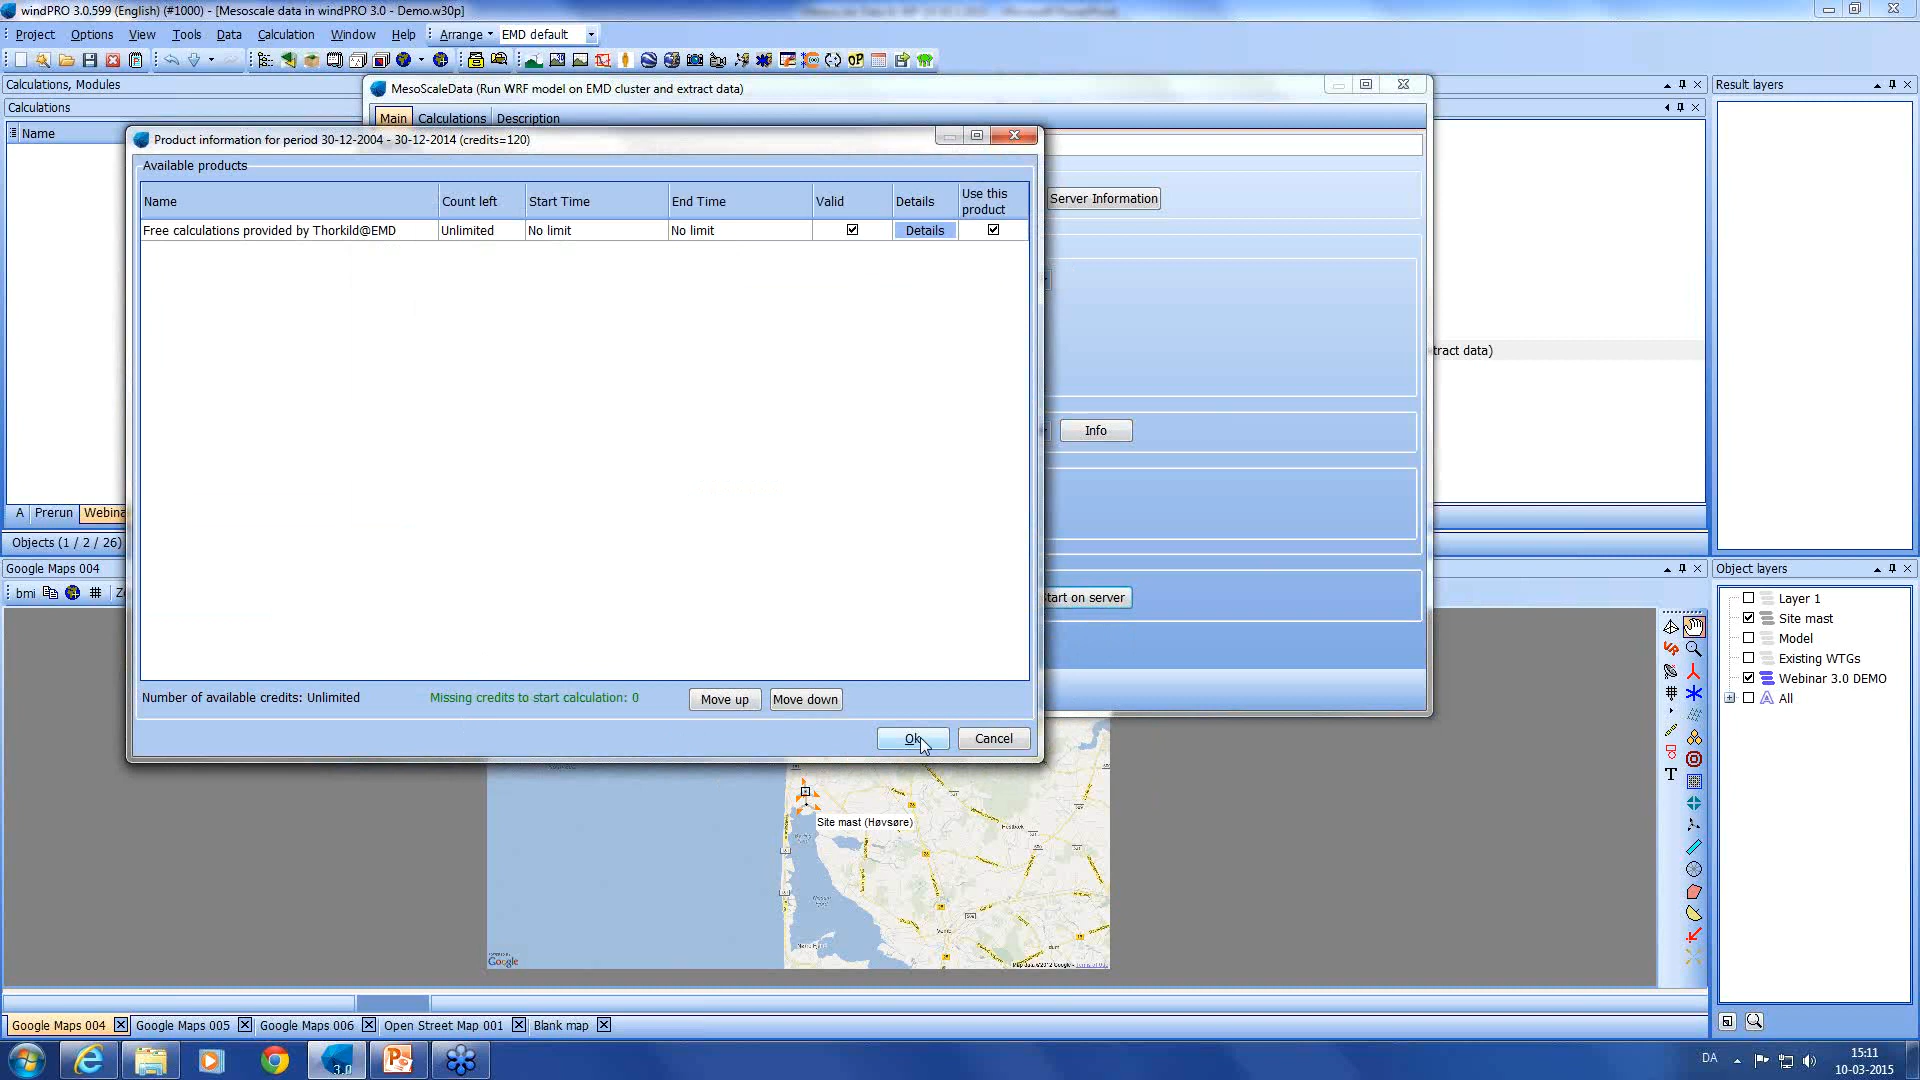 windPRO 3.0.599 (English) (#1000) - [Mesoscale data in windPRO 3.0 - Demo.w30p]
Project Options View Tools Data Calculation Window Help Arrange EMD default
Calculations, Modules
Calculations
Name
MesoScaleData (Run WRF model on EMD cluster and extract data)
Main Calculations Description
Result layers
Product information for period 30-12-2004 - 30-12-2014 (credits=120)
Available products
Name Count left Start Time End Time Valid Details Use this product
Free calculations provided by Thorkild@EMD Unlimited No limit No limit Details
Server Information
tract data)
Info
tart on server
Number of available credits: Unlimited Missing credits to start calculation: 0 Move up Move down
Ok Cancel
A Prerun Webina
Objects (1 / 2 / 26)
Google Maps 004
bmi
Object layers
Layer 1
Site mast
Model
Existing WTGs
Webinar 3.0 DEMO
All
Site mast (Høvsøre)
Google
Google Maps 004 Google Maps 005 Google Maps 006 Open Street Map 001 Blank map
3.0
DA
15:11
10-03-2015